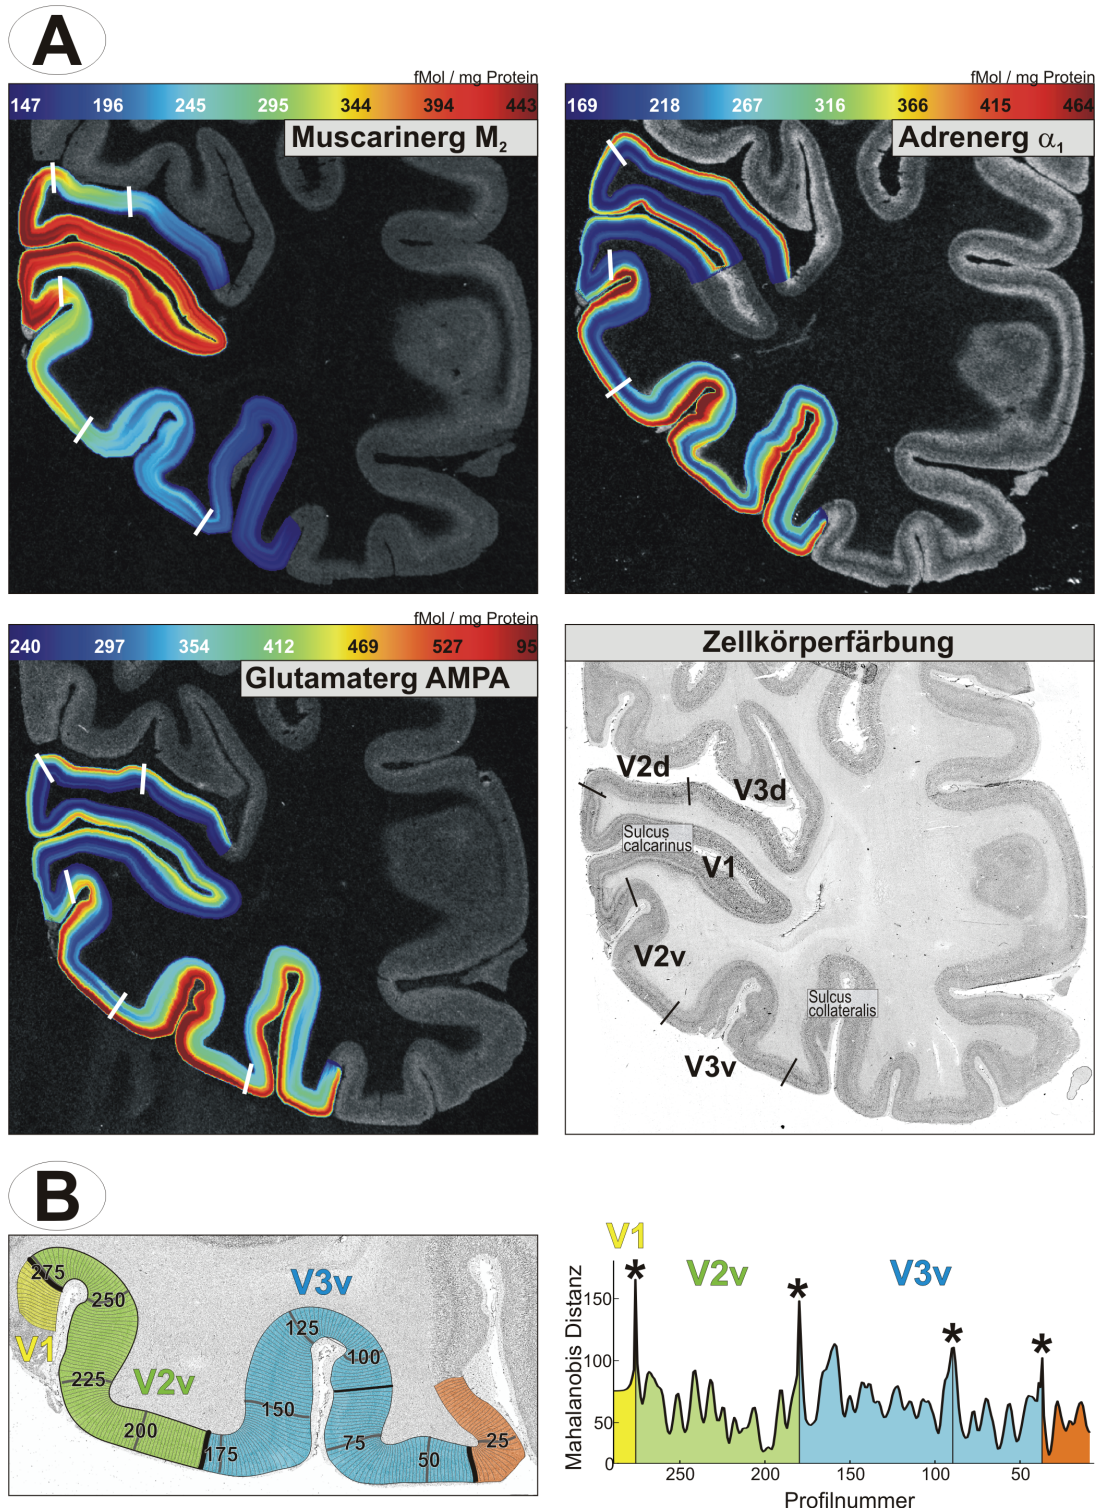 A
fMol / mg Protein
147 196 245 295 344 394 443
Muscarinerg M₂
fMol / mg Protein
169 218 267 316 366 415 464
Adrenerg α₁
fMol / mg Protein
240 297 354 412 469 527 95
Glutamaterg AMPA
Zellkörperfärbung
V2d
V3d
Sulcus
calcarinus
V1
V2v
Sulcus
collateralis
V3v
B
275
250
V1
225
V2v
200
175
V3v
125
100
150
75
50
25
V1
* V2v * V3v * *
Mahalanobis Distanz
150
100
50
0
250 200 150 100 50
Profilnummer